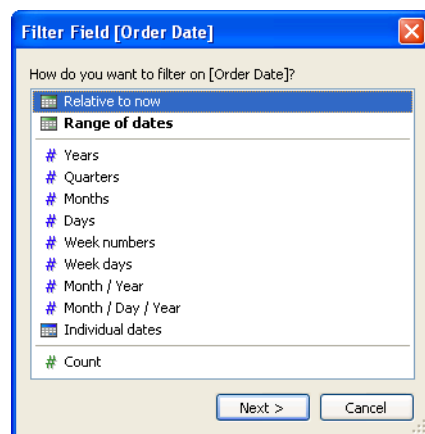 Filter Field [Order Date]
How do you want to filter on [Order Date]?
Relative to now
Range of dates
# Years
# Quarters
# Months
# Days
# Week numbers
# Week days
# Month / Year
# Month / Day / Year
Individual dates
# Count
Next > Cancel